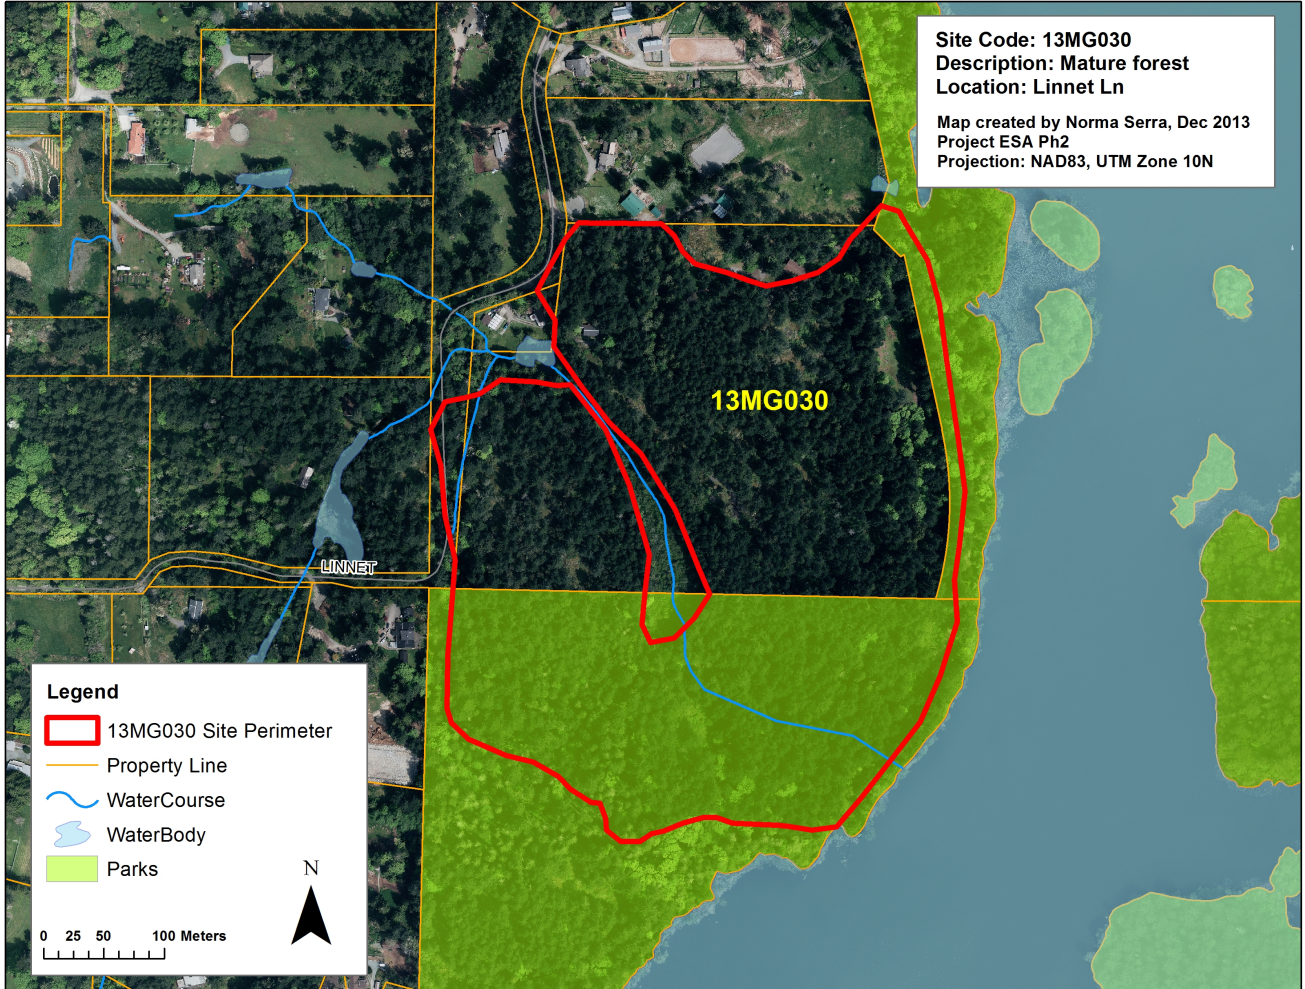 Site Code: 13MG030
Description: Mature forest
Location: Linnet Ln
Map created by Norma Serra, Dec 2013
Project ESA Ph2
Projection: NAD83, UTM Zone 10N
13MG030
LINNET
Legend
13MG030 Site Perimeter
Property Line
WaterCourse
WaterBody
Parks
N
0 25 50 100 Meters